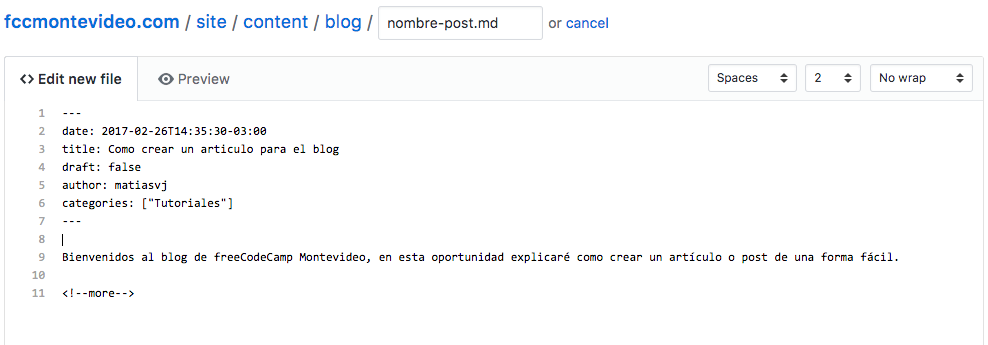 fccmontevideo.com / site / content / blog / nombre-post.md or cancel
<> Edit new file Preview Spaces 2 No wrap
1 ---
2 date: 2017-02-26T14:35:30-03:00
3 title: Como crear un articulo para el blog
4 draft: false
5 author: matiasvj
6 categories: ["Tutoriales"]
7 ---
8
9 Bienvenidos al blog de freeCodeCamp Montevideo, en esta oportunidad explicaré como crear un artículo o post de una forma fácil.
10
11 <!--more-->